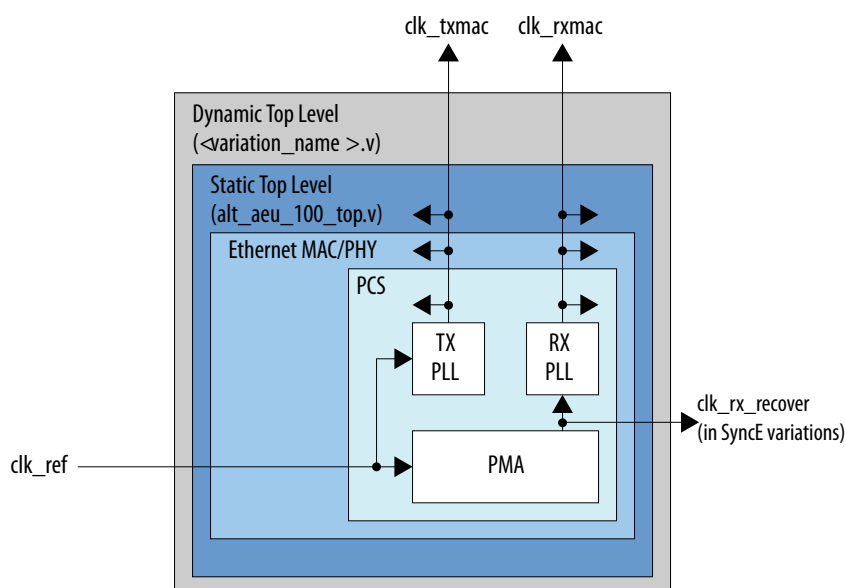 clk_txmac
clk_rxmac
Dynamic Top Level
(<variation_name >.v)
Static Top Level
(alt_aeu_100_top.v)
Ethernet MAC/PHY
PCS
TX
PLL
RX
PLL
clk_rx_recover
(in SyncE variations)
clk_ref
PMA